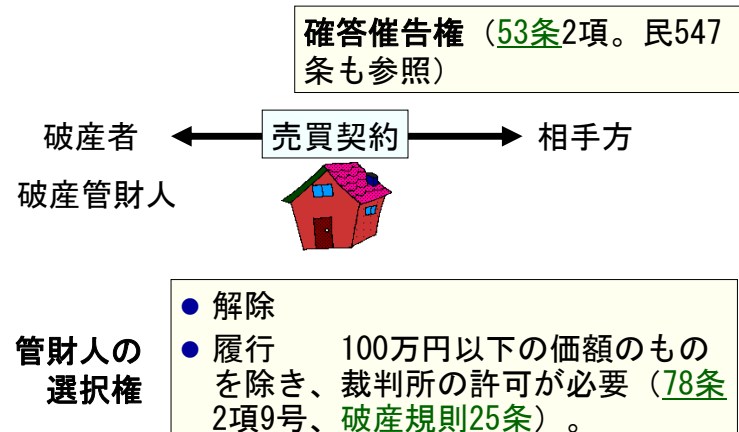 確答催告権（53条2項。民547
条も参照）
破産者 売買契約 相手方
破産管財人
管財人の
選択権
● 解除
● 履行　　100万円以下の価額のもの
を除き、裁判所の許可が必要（78条
2項9号、破産規則25条）。